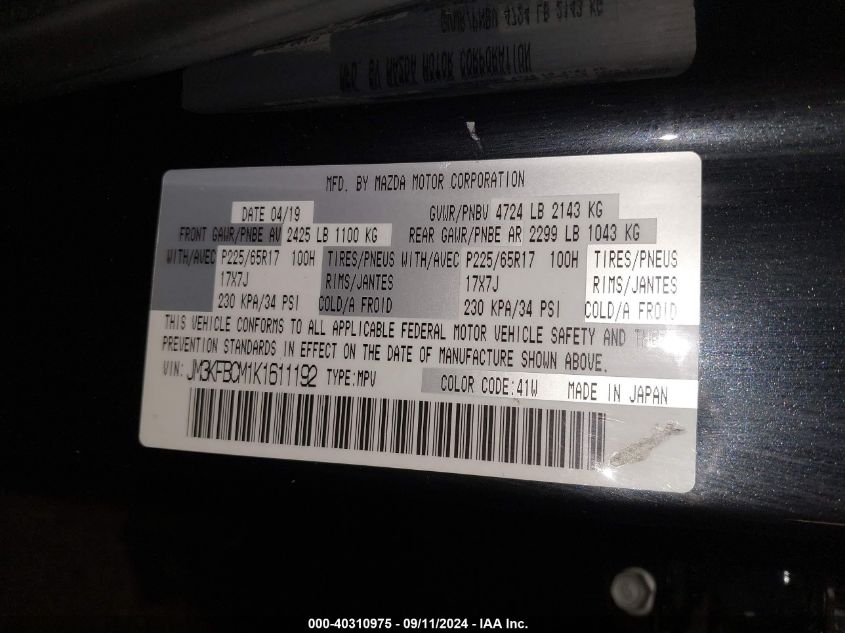 MFD. BY MAZDA MOTOR CORPORATION
DATE 04/19 GVWR/PNBV 4724 LB 2143 KG
FRONT GAWR/PNBE AV 2425 LB 1100 KG REAR GAWR/PNBE AR 2299 LB 1043 KG
WITH/AVEC P225/65R17 100H TIRES/PNEUS WITH/AVEC P225/65R17 100H TIRES/PNEUS
17X7J RIMS/JANTES 17X7J RIMS/JANTES
230 KPA/34 PSI COLD/A FROID 230 KPA/34 PSI COLD/A FROID
THIS VEHICLE CONFORMS TO ALL APPLICABLE FEDERAL MOTOR VEHICLE SAFETY AND THEFT
PREVENTION STANDARDS IN EFFECT ON THE DATE OF MANUFACTURE SHOWN ABOVE.
VIN: JM3KFBCM1K1611192 TYPE:MPV COLOR CODE:41W MADE IN JAPAN
000-40310975 - 09/11/2024 - IAA Inc.